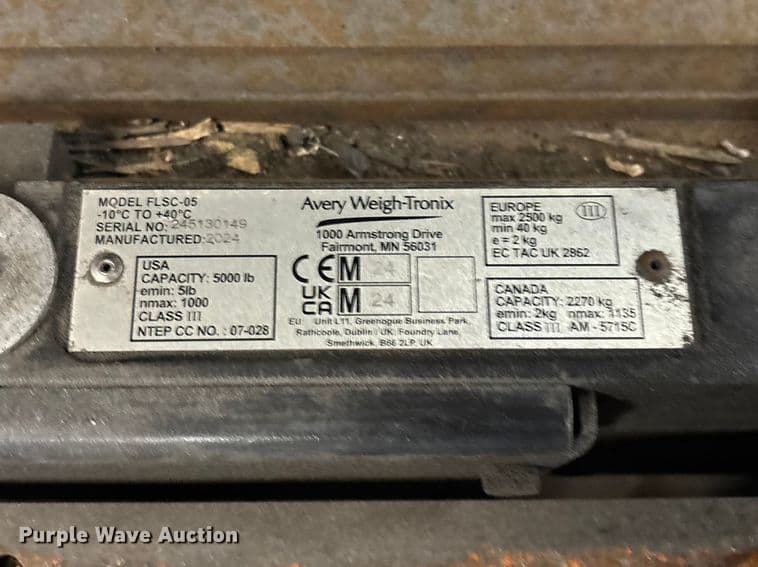 MODEL FLSC-05
-10°C TO +40°C
SERIAL NO: 245130149
MANUFACTURED: 2024
USA
CAPACITY: 5000 lb
emin: 5lb
nmax: 1000
CLASS III
NTEP CC NO. : 07-028
Avery Weigh-Tronix
1000 Armstrong Drive
Fairmont, MN 56031
CE M 24
UK
CA M 24
EU: Unit L11, Greenogue Business Park,
Rathcoole, Dublin | UK: Foundry Lane,
Smethwick, B66 2LP, UK
EUROPE
III
max 2500 kg
min 40 kg
e = 2 kg
EC TAC UK 2862
CANADA
CAPACITY: 2270 kg
emin: 2kg nmax: 1135
CLASS III AM - 5715C
Purple Wave Auction